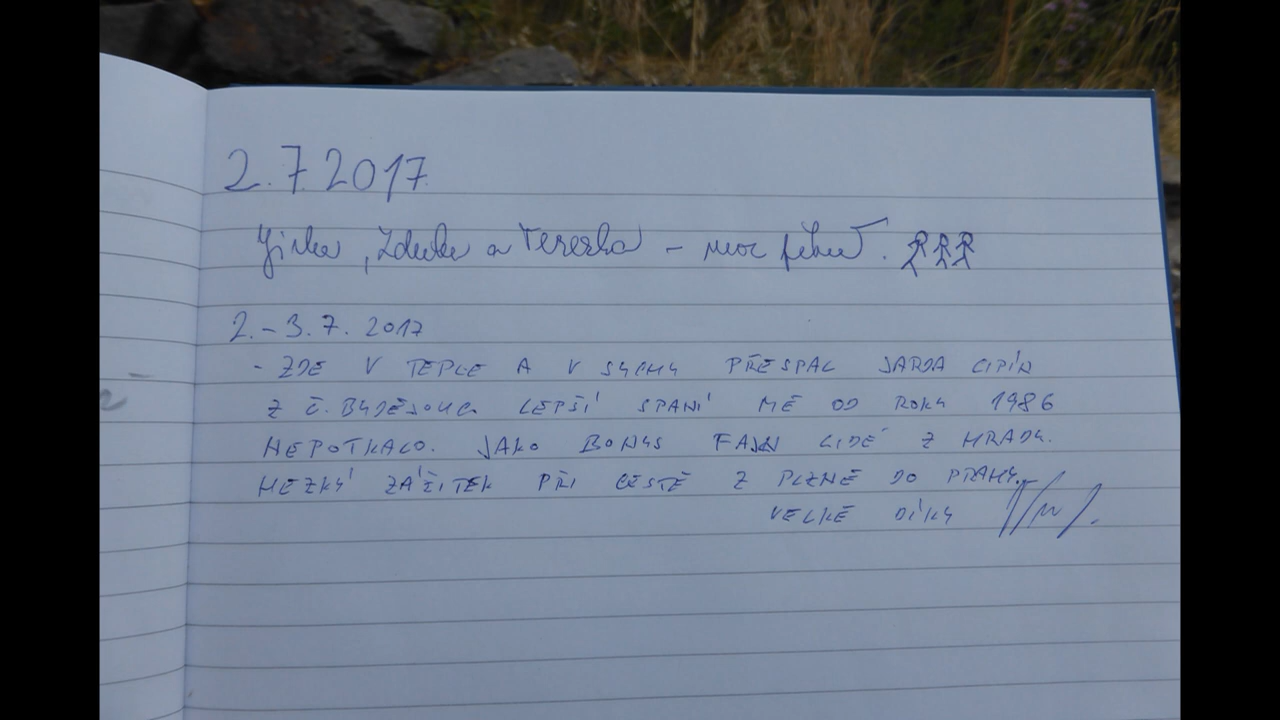 2.7.2017
Jirka, Zdenka a Terezka - moc pěkné.
2.-3.7. 2017
- ZDE V TEPLE A V SUCHU PŘESPAL JARDA CIPÍN
Z Č. BUDĚJOVIC. LEPŠÍ SPANÍ MĚ OD ROKU 1986
NEPOTKALO. JAKO BONUS FAJN LIDÉ Z HRADU.
HEZKÝ ZÁŽITEK PŘI CESTĚ Z PLZNĚ DO PRAHY.
VELKÉ DÍKY